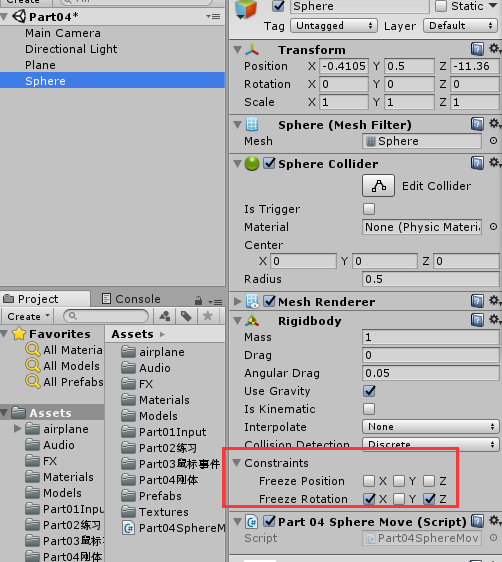 Create
Part04*
Main Camera
Directional Light
Plane
Sphere
Project
Console
Create
Favorites
All Materia
All Models
All Prefabs
Assets
airplane
Audio
FX
Materials
Models
Part01Input
Part02练习
Part03鼠标
Part04刚体
Assets
airplane
Audio
FX
Materials
Models
Part01Input
Part02练习
Part03鼠标事件
Part04刚体
Prefabs
Textures
Part04SphereM
Sphere Static
Tag Untagged Layer Default
Transform
Position X -0.4105 Y 0.5 Z -11.36
Rotation X 0 Y 0 Z 0
Scale X 1 Y 1 Z 1
Sphere (Mesh Filter)
Mesh Sphere
Sphere Collider
Edit Collider
Is Trigger
Material None (Physic Materia
Center
X 0 Y 0 Z 0
Radius 0.5
Mesh Renderer
Rigidbody
Mass 1
Drag 0
Angular Drag 0.05
Use Gravity
Is Kinematic
Interpolate None
Collision Detection Discrete
Constraints
Freeze Position X Y Z
Freeze Rotation X Y Z
Part 04 Sphere Move (Script)
Script Part04SphereMov